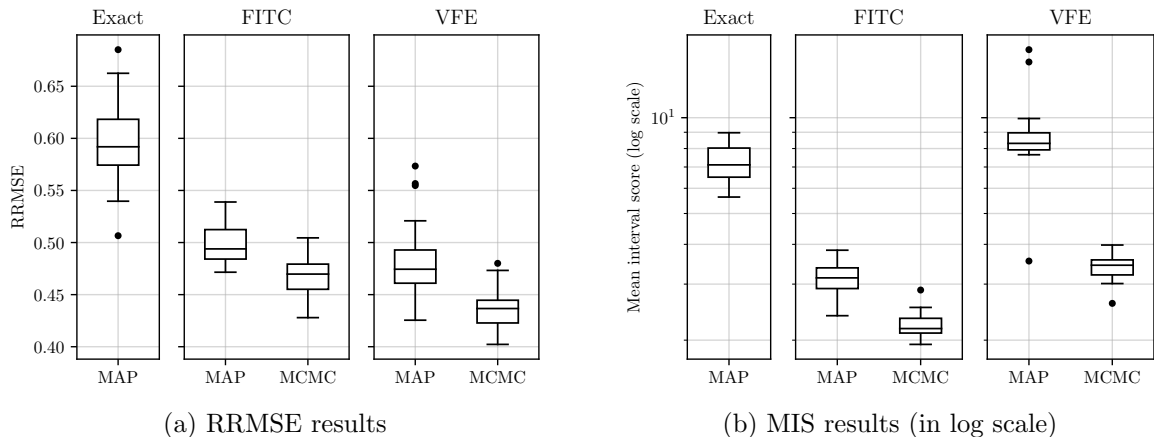 Exact FITC VFE
RRMSE
0.65
0.60
0.55
0.50
0.45
0.40
MAP MAP MCMC MAP MCMC
(a) RRMSE results
Exact FITC VFE
Mean interval score (log scale)
10¹
MAP MAP MCMC MAP MCMC
(b) MIS results (in log scale)